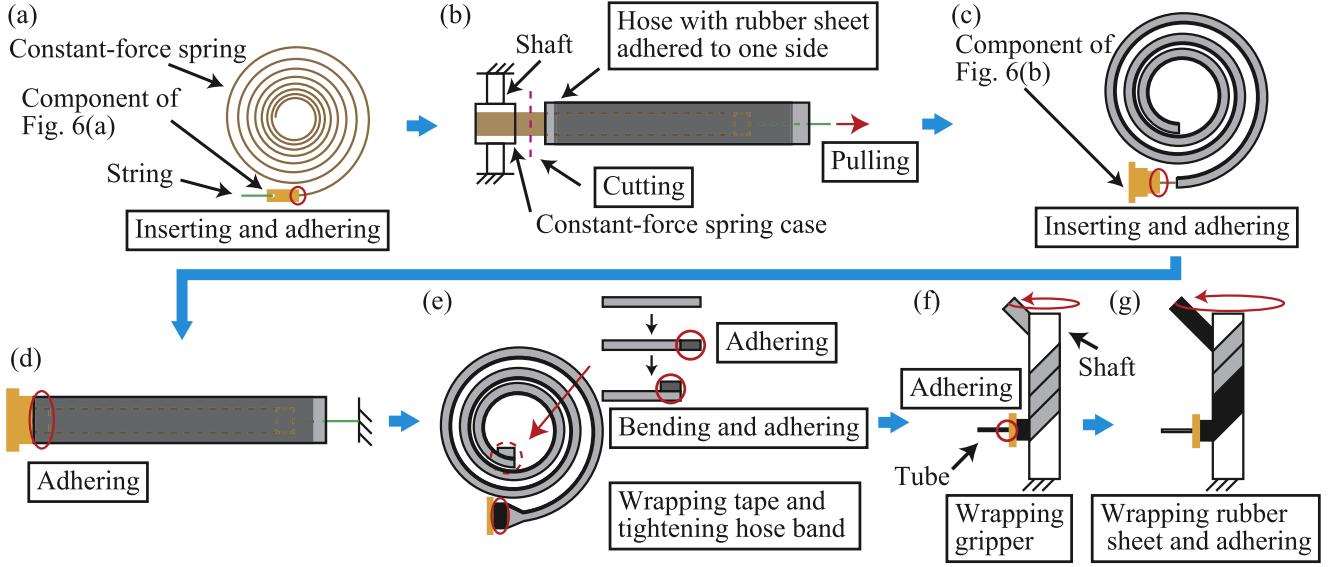 (a)
Constant-force spring
Component of
Fig. 6(a)
String
Inserting and adhering
(b)
Shaft
Hose with rubber sheet
adhered to one side
Pulling
Cutting
Constant-force spring case
(c)
Component of
Fig. 6(b)
Inserting and adhering
(d)
Adhering
(e)
Adhering
Bending and adhering
Wrapping tape and
tightening hose band
(f)
Shaft
Adhering
Tube
Wrapping
gripper
(g)
Wrapping rubber
sheet and adhering